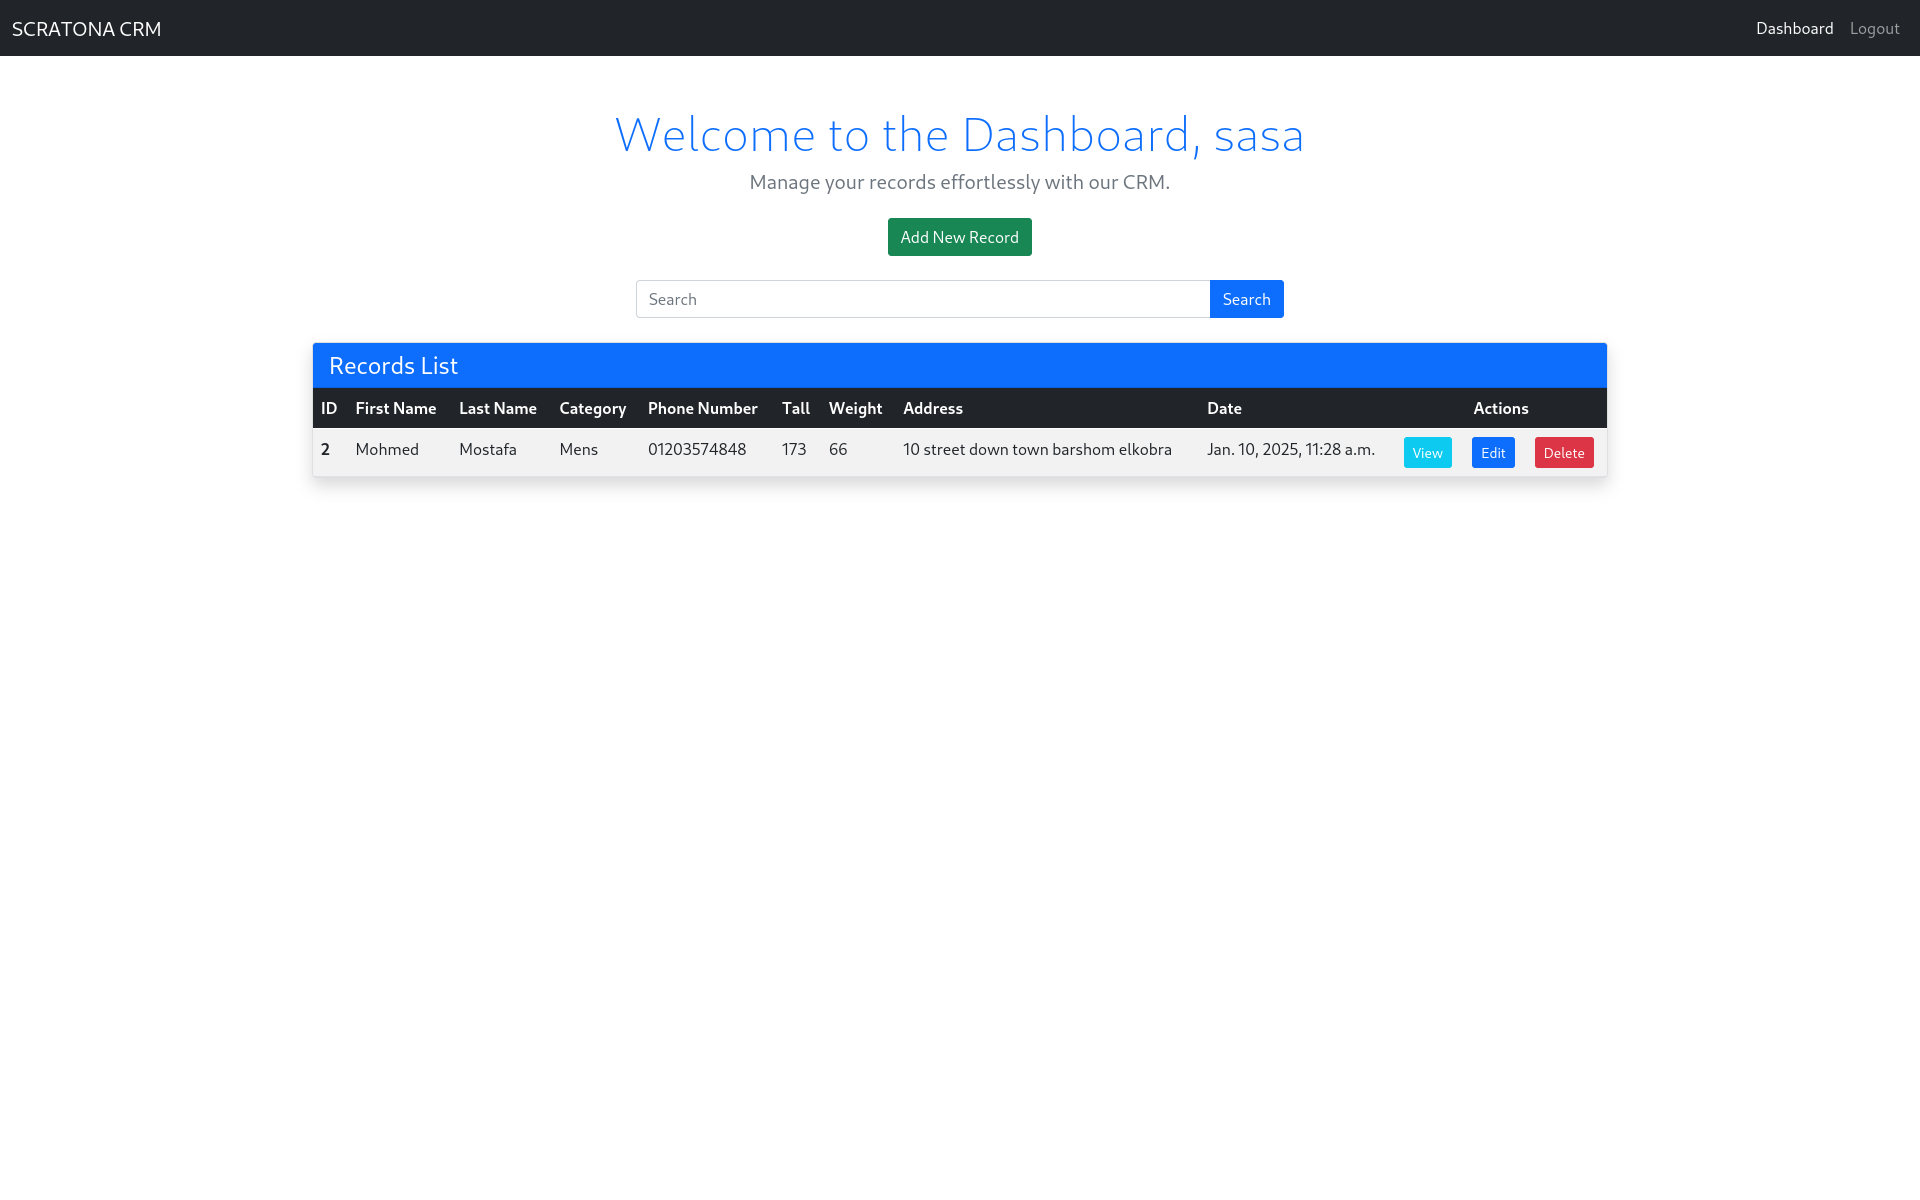 SCRATONA CRM Dashboard Logout
Welcome to the Dashboard, sasa
Manage your records effortlessly with our CRM.
Add New Record
Search Search
Records List
ID First Name Last Name Category Phone Number Tall Weight Address Date Actions
2 Mohmed Mostafa Mens 01203574848 173 66 10 street down town barshom elkobra Jan. 10, 2025, 11:28 a.m. View Edit Delete